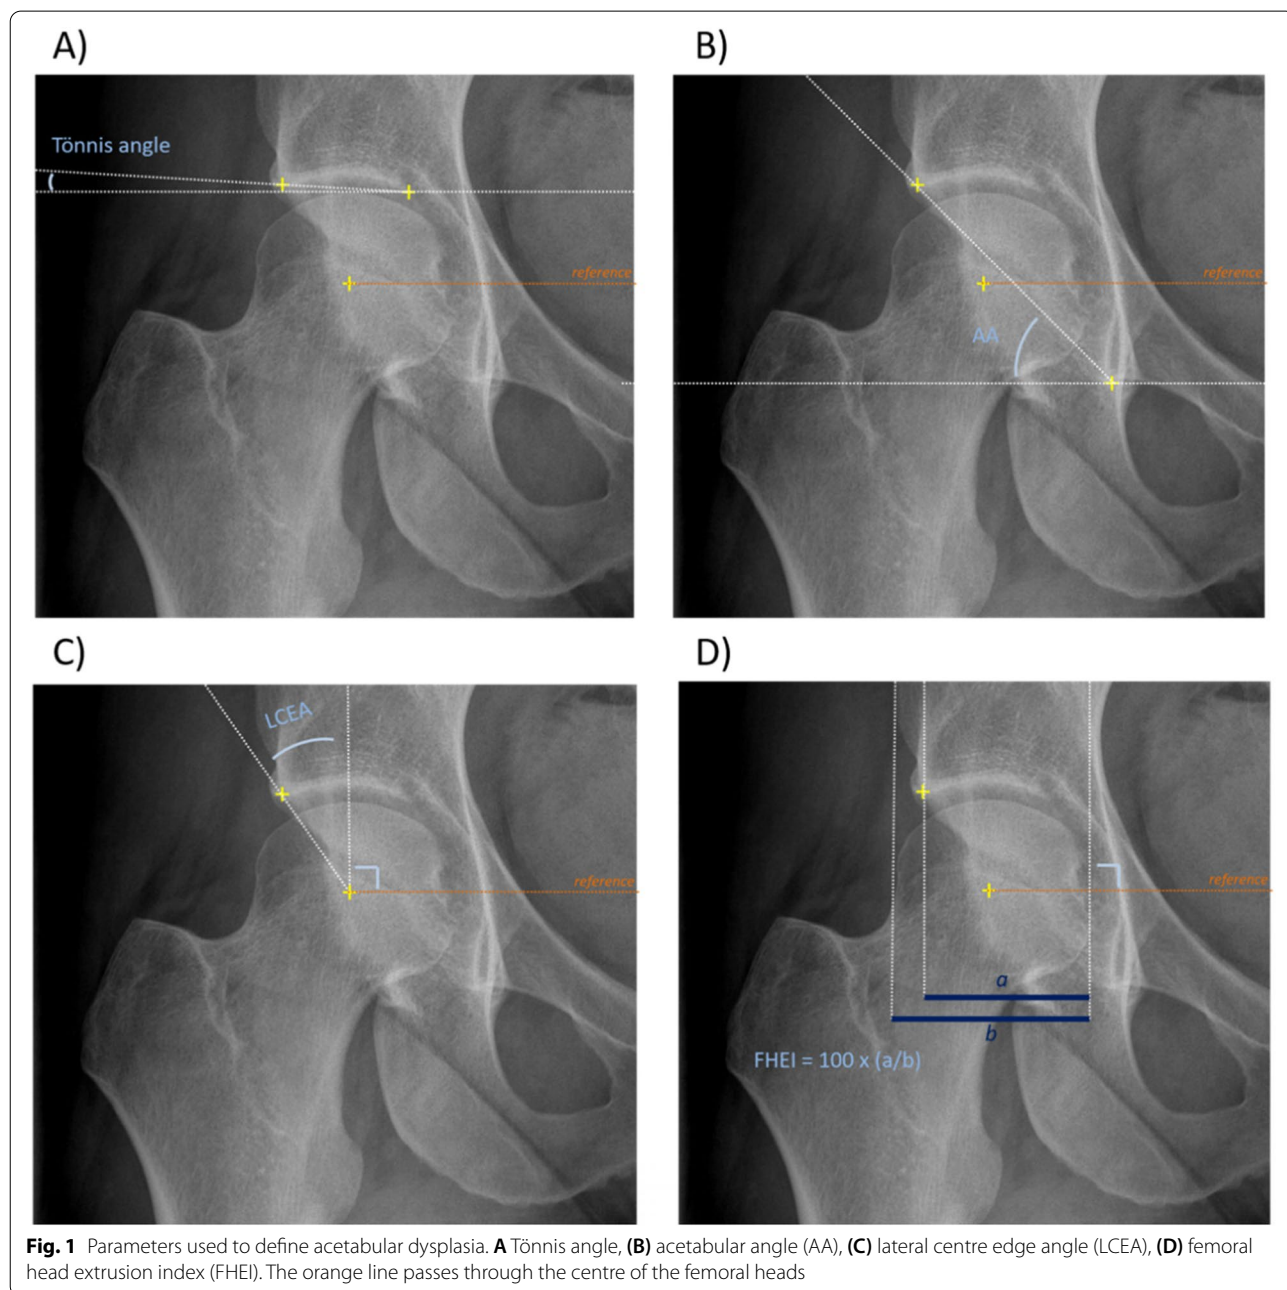 A)
B)
Tönnis angle
reference
reference
AA
C)
D)
LCEA
reference
reference
a
b
FHEI = 100 x (a/b)
Fig. 1 Parameters used to define acetabular dysplasia. A Tönnis angle, (B) acetabular angle (AA), (C) lateral centre edge angle (LCEA), (D) femoral
head extrusion index (FHEI). The orange line passes through the centre of the femoral heads